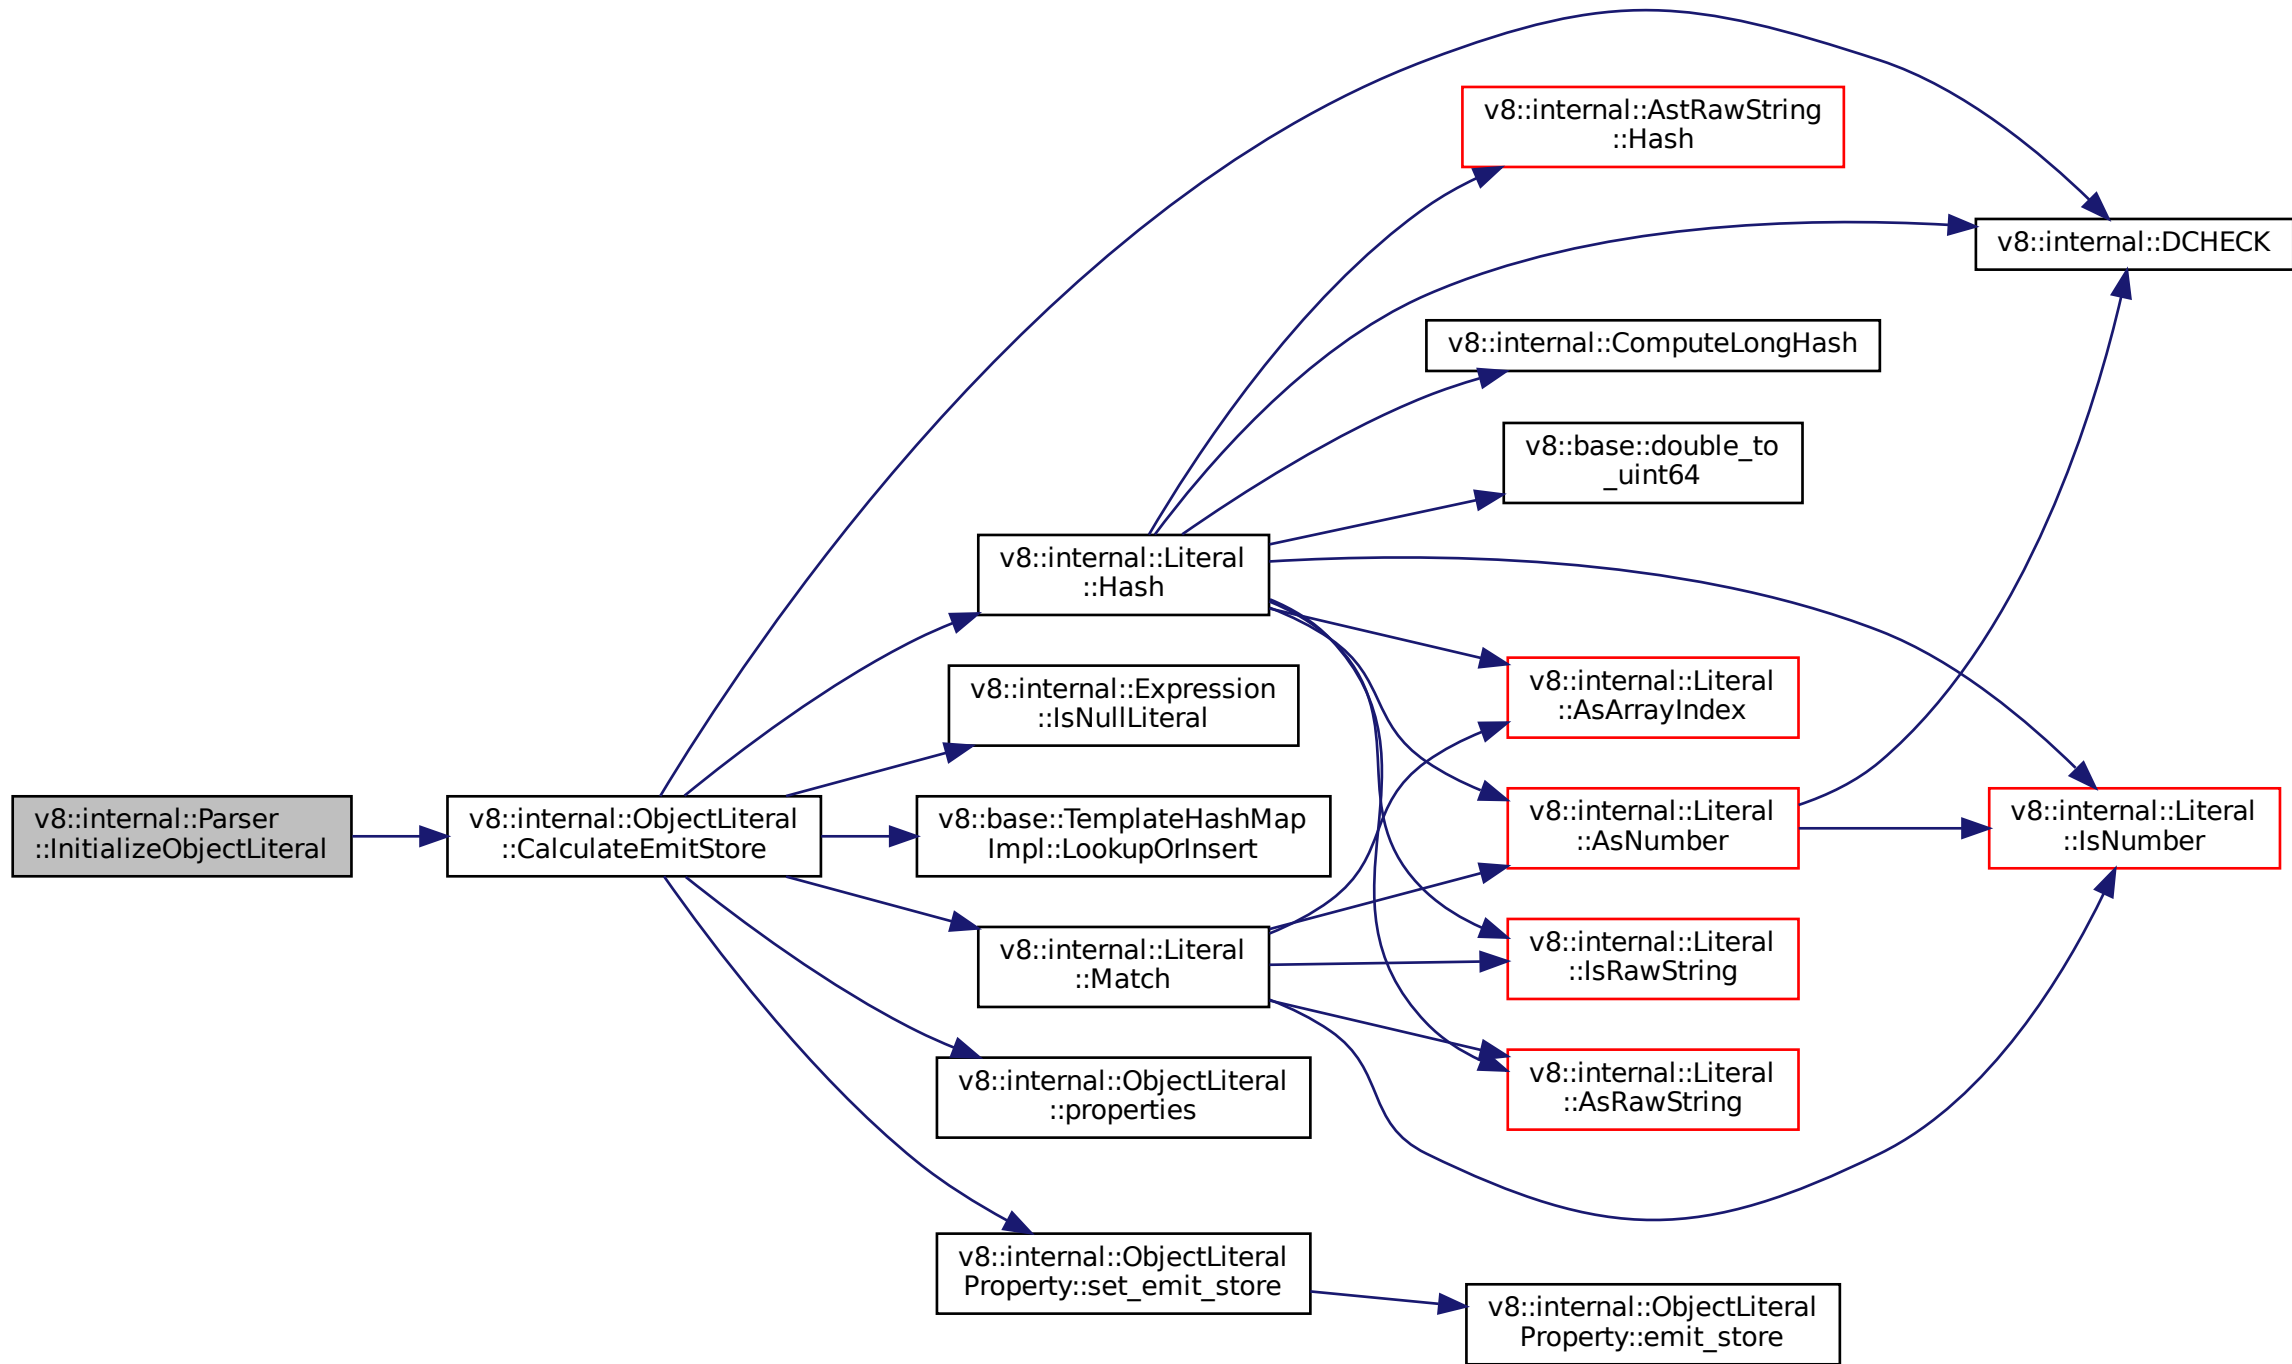 v8::internal::Parser
::InitializeObjectLiteral
v8::internal::ObjectLiteral
::CalculateEmitStore
v8::internal::Literal
::Hash
v8::internal::Expression
::IsNullLiteral
v8::base::TemplateHashMap
Impl::LookupOrInsert
v8::internal::Literal
::Match
v8::internal::ObjectLiteral
::properties
v8::internal::ObjectLiteral
Property::set_emit_store
v8::internal::AstRawString
::Hash
v8::internal::ComputeLongHash
v8::base::double_to
_uint64
v8::internal::Literal
::AsArrayIndex
v8::internal::Literal
::AsNumber
v8::internal::Literal
::IsRawString
v8::internal::Literal
::AsRawString
v8::internal::ObjectLiteral
Property::emit_store
v8::internal::DCHECK
v8::internal::Literal
::IsNumber